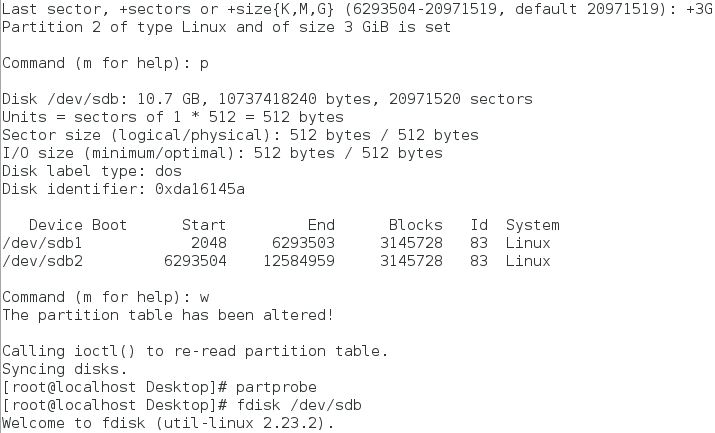 Last sector, +sectors or +size{K,M,G} (6293504-20971519, default 20971519): +3G
Partition 2 of type Linux and of size 3 GiB is set
Command (m for help): p
Disk /dev/sdb: 10.7 GB, 10737418240 bytes, 20971520 sectors
Units = sectors of 1 * 512 = 512 bytes
Sector size (logical/physical): 512 bytes / 512 bytes
I/O size (minimum/optimal): 512 bytes / 512 bytes
Disk label type: dos
Disk identifier: 0xda16145a
Device Boot Start End Blocks Id System
/dev/sdb1 2048 6293503 3145728 83 Linux
/dev/sdb2 6293504 12584959 3145728 83 Linux
Command (m for help): w
The partition table has been altered!
Calling ioctl() to re-read partition table.
Syncing disks.
[root@localhost Desktop]# partprobe
[root@localhost Desktop]# fdisk /dev/sdb
Welcome to fdisk (util-linux 2.23.2).